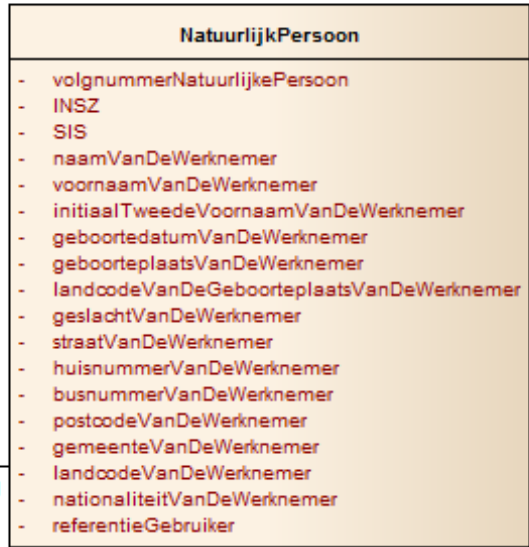 NatuurlijkPersoon
- volgnummerNatuurlijkePersoon
- INSZ
- SIS
- naamVanDeWerknemer
- voornaamVanDeWerknemer
- initiaalTweedeVoornaamVanDeWerknemer
- geboortedatumVanDeWerknemer
- geboorteplaatsVanDeWerknemer
- landcodeVanDeGeboorteplaatsVanDeWerknemer
- geslachtVanDeWerknemer
- straatVanDeWerknemer
- huisnummerVanDeWerknemer
- busnummerVanDeWerknemer
- postcodeVanDeWerknemer
- gemeenteVanDeWerknemer
- landcodeVanDeWerknemer
- nationaliteitVanDeWerknemer
- referentieGebruiker